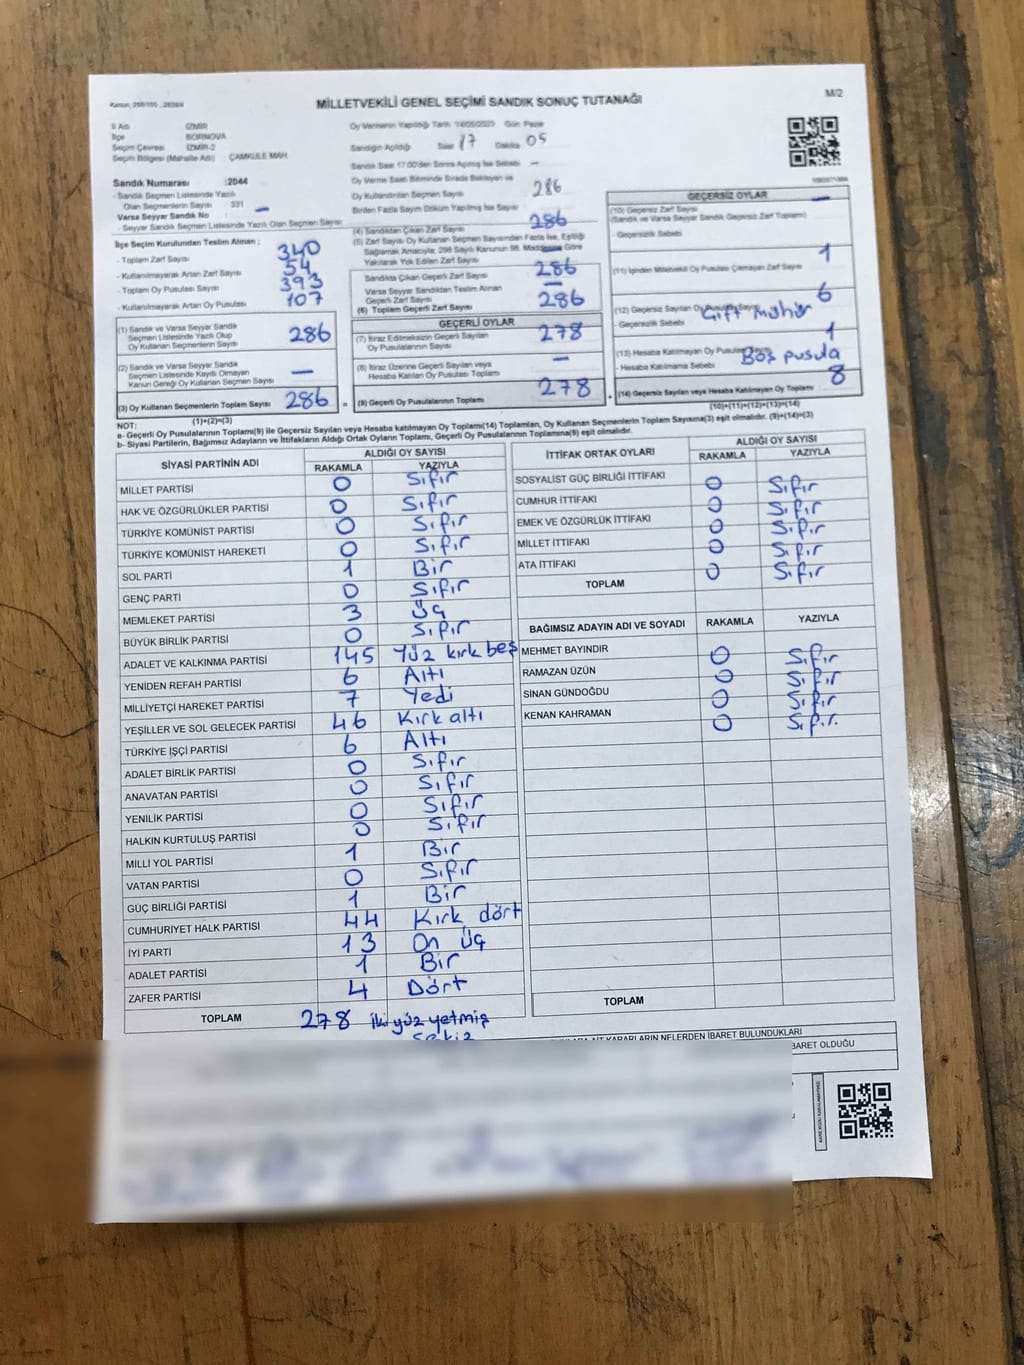 MİLLETVEKİLİ GENEL SEÇİMİ SANDIK SONUÇ TUTANAĞI
M/2
İl Adı İZMİR
İlçe BORNOVA
Seçim Çevresi İZMİR-2
Seçim Bölgesi (Mahalle Adı) ÇAMKULE MAH.
Sandık Numarası :2044
- Sandık Seçmen Listesinde Yazılı
Olan Seçmenlerin Sayısı 331
Varsa Seyyar Sandık No —
- Seyyar Sandık Seçmen Listesinde Yazılı Olan Seçmen Sayısı:
İlçe Seçim Kurulundan Teslim Alınan ;
- Toplam Zarf Sayısı 340
- Kullanılmayarak Artan Zarf Sayısı 54
- Toplam Oy Pusulası Sayısı 393
- Kullanılmayarak Artan Oy Pusulası 107
(1) Sandık ve Varsa Seyyar Sandık
Seçmen Listesinde Yazılı Olup
Oy Kullanan Seçmenlerin Sayısı 286
(2) Sandık ve Varsa Seyyar Sandık
Seçmen Listesinde Kayıtlı Olmayan
Kanun Gereği Oy Kullanan Seçmen Sayısı —
(3) Oy Kullanan Seçmenlerin Toplam Sayısı 286
(1)+(2)=(3)
Oy Vermenin Yapıldığı Tarih 14/05/2023 Gün Pazar
Sandığın Açıldığı Saat 17 Dakika 05
Sandık Saat 17:00'den Sonra Açılmış İse Sebebi —
Oy Verme Saati Bitiminde Sırada Bekleyen ve
Oy Kullandırılan Seçmen Sayısı 286
Birden Fazla Sayım Döküm Yapılmış İse Sayısı
(4) Sandıktan Çıkan Zarf Sayısı 286
(5) Zarf Sayısı Oy Kullanan Seçmen Sayısından Fazla İse, Eşitliği
Sağlamak Amacıyla, 298 Sayılı Kanunun 98. Maddesine Göre
Yakılarak Yok Edilen Zarf Sayısı —
Sandıkta Çıkan Geçerli Zarf Sayısı 286
Varsa Seyyar Sandıktan Teslim Alınan
Geçerli Zarf Sayısı —
(6) Toplam Geçerli Zarf Sayısı 286
GEÇERLİ OYLAR
(7) İtiraz Edilmeksizin Geçerli Sayılan
Oy Pusulalarının Sayısı 278
(8) İtiraz Üzerine Geçerli Sayılan veya
Hesaba Katılan Oy Pusulası Toplamı —
(9) Geçerli Oy Pusulalarının Toplamı 278
GEÇERSİZ OYLAR
(10) Geçersiz Zarf Sayısı —
(Sandık ve Varsa Seyyar Sandık Geçersiz Zarf Toplamı)
- Geçersizlik Sebebi
(11) İçinden Milletvekili Oy Pusulası Çıkmayan Zarf Sayısı 1
(12) Geçersiz Sayılan Oy Pusulası Sayısı 6
- Geçersizlik Sebebi Çift mühür
(13) Hesaba Katılmayan Oy Pusulası Sayısı 1
- Hesaba Katılmama Sebebi Boş pusula
(14) Geçersiz Sayılan veya Hesaba Katılmayan Oy Toplamı 8
(10)+(11)+(12)+(13)=(14)
NOT:
a- Geçerli Oy Pusulalarının Toplamı(9) ile Geçersiz Sayılan veya Hesaba katılmayan Oy Toplamı(14) Toplamları, Oy Kullanan Seçmenlerin Toplam Sayısına(3) eşit olmalıdır. (9)+(14)=(3)
b- Siyasi Partilerin, Bağımsız Adayların ve İttifakların Aldığı Ortak Oyların Toplamı, Geçerli Oy Pusulalarının Toplamına(9) eşit olmalıdır.
SİYASİ PARTİNİN ADI ALDIĞI OY SAYISI
RAKAMLA YAZIYLA
MİLLET PARTİSİ 0 Sıfır
HAK VE ÖZGÜRLÜKLER PARTİSİ 0 Sıfır
TÜRKİYE KOMÜNİST PARTİSİ 0 Sıfır
TÜRKİYE KOMÜNİST HAREKETİ 0 Sıfır
SOL PARTİ 1 Bir
GENÇ PARTİ 0 Sıfır
MEMLEKET PARTİSİ 3 Üç
BÜYÜK BİRLİK PARTİSİ 0 Sıfır
ADALET VE KALKINMA PARTİSİ 145 Yüz kırk beş
YENİDEN REFAH PARTİSİ 6 Altı
MİLLİYETÇİ HAREKET PARTİSİ 7 Yedi
YEŞİLLER VE SOL GELECEK PARTİSİ 46 Kırk altı
TÜRKİYE İŞÇİ PARTİSİ 6 Altı
ADALET BİRLİK PARTİSİ 0 Sıfır
ANAVATAN PARTİSİ 0 Sıfır
YENİLİK PARTİSİ 0 Sıfır
HALKIN KURTULUŞ PARTİSİ 0 Sıfır
MİLLİ YOL PARTİSİ 1 Bir
VATAN PARTİSİ 0 Sıfır
GÜÇ BİRLİĞİ PARTİSİ 1 Bir
CUMHURİYET HALK PARTİSİ 44 Kırk dört
İYİ PARTİ 13 On üç
ADALET PARTİSİ 1 Bir
ZAFER PARTİSİ 4 Dört
TOPLAM 278 iki yüz yetmiş
sekiz
İTTİFAK ORTAK OYLARI ALDIĞI OY SAYISI
RAKAMLA YAZIYLA
SOSYALİST GÜÇ BİRLİĞİ İTTİFAKI 0 Sıfır
CUMHUR İTTİFAKI 0 Sıfır
EMEK VE ÖZGÜRLÜK İTTİFAKI 0 Sıfır
MİLLET İTTİFAKI 0 Sıfır
ATA İTTİFAKI 0 Sıfır
TOPLAM
BAĞIMSIZ ADAYIN ADI VE SOYADI RAKAMLA YAZIYLA
MEHMET BAYINDIR 0 Sıfır
RAMAZAN ÜZÜN 0 Sıfır
SİNAN GÜNDOĞDU 0 Sıfır
KENAN KAHRAMAN 0 Sıfır
TOPLAM
KARARLARIN NELERDEN İBARET BULUNDUKLARI
İBARET OLDUĞU